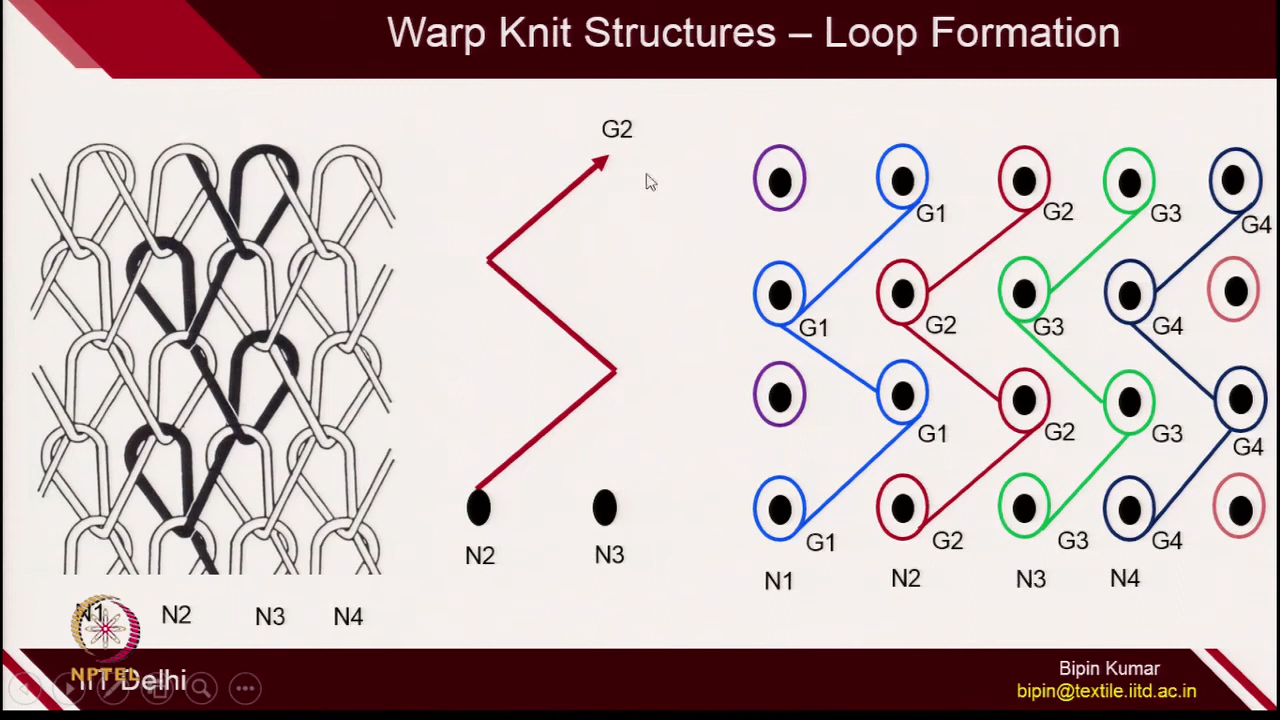 Warp Knit Structures – Loop Formation
G2
G1
G2
G3
G4
G1
G2
G3
G4
G1
G2
G3
G4
G1
G2
G3
G4
N2
N3
N1
N2
N3
N4
N1
N2
N3
N4
NPTEL
IIT Delhi
Bipin Kumar
bipin@textile.iitd.ac.in